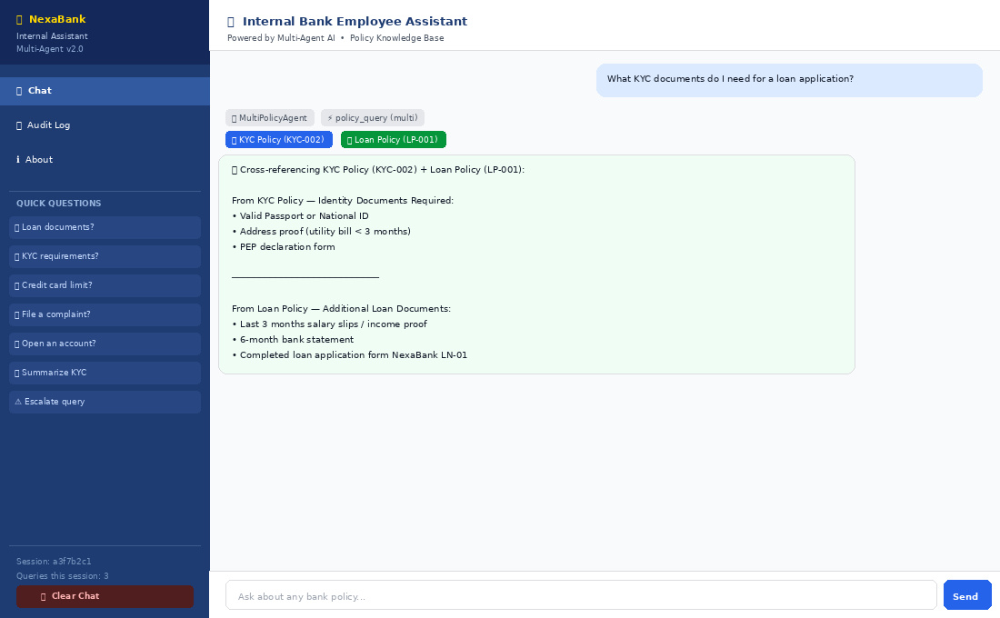 NexaBank
Internal Assistant
Multi-Agent v2.0
Chat
Audit Log
ℹ About
QUICK QUESTIONS
Loan documents?
KYC requirements?
Credit card limit?
File a complaint?
Open an account?
Summarize KYC
⚠ Escalate query
Session: a3f7b2c1
Queries this session: 3
Clear Chat
Internal Bank Employee Assistant
Powered by Multi-Agent AI • Policy Knowledge Base
What KYC documents do I need for a loan application?
MultiPolicyAgent
⚡ policy_query (multi)
KYC Policy (KYC-002)
Loan Policy (LP-001)
Cross-referencing KYC Policy (KYC-002) + Loan Policy (LP-001):
From KYC Policy — Identity Documents Required:
• Valid Passport or National ID
• Address proof (utility bill < 3 months)
• PEP declaration form
From Loan Policy — Additional Loan Documents:
• Last 3 months salary slips / income proof
• 6-month bank statement
• Completed loan application form NexaBank LN-01
Ask about any bank policy...
Send